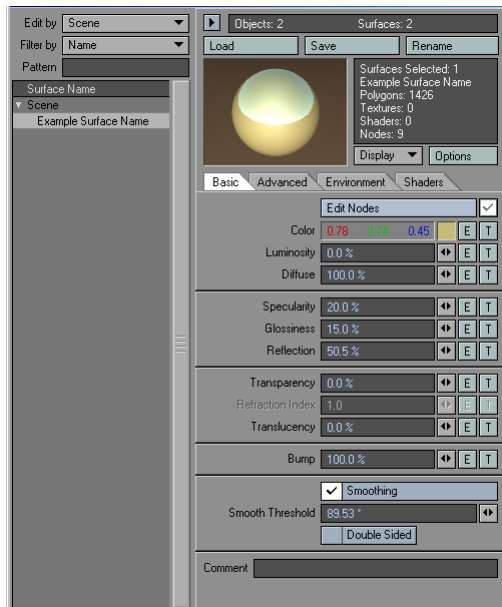 Edit by Scene
Filter by Name
Pattern
Surface Name
Scene
Example Surface Name
Objects: 2 Surfaces: 2
Load Save Rename
Surfaces Selected: 1
Example Surface Name
Polygons: 1426
Textures: 0
Shaders: 0
Nodes: 9
Display Options
Basic Advanced Environment Shaders
Edit Nodes
Color 0.78 0.74 0.45 E T
Luminosity 0.0 % E T
Diffuse 100.0 % E T
Specularity 20.0 % E T
Glossiness 15.0 % E T
Reflection 50.5 % E T
Transparency 0.0 % E T
Refraction Index 1.0 E T
Translucency 0.0 % E T
Bump 100.0 % E T
Smoothing
Smooth Threshold 89.53 °
Double Sided
Comment